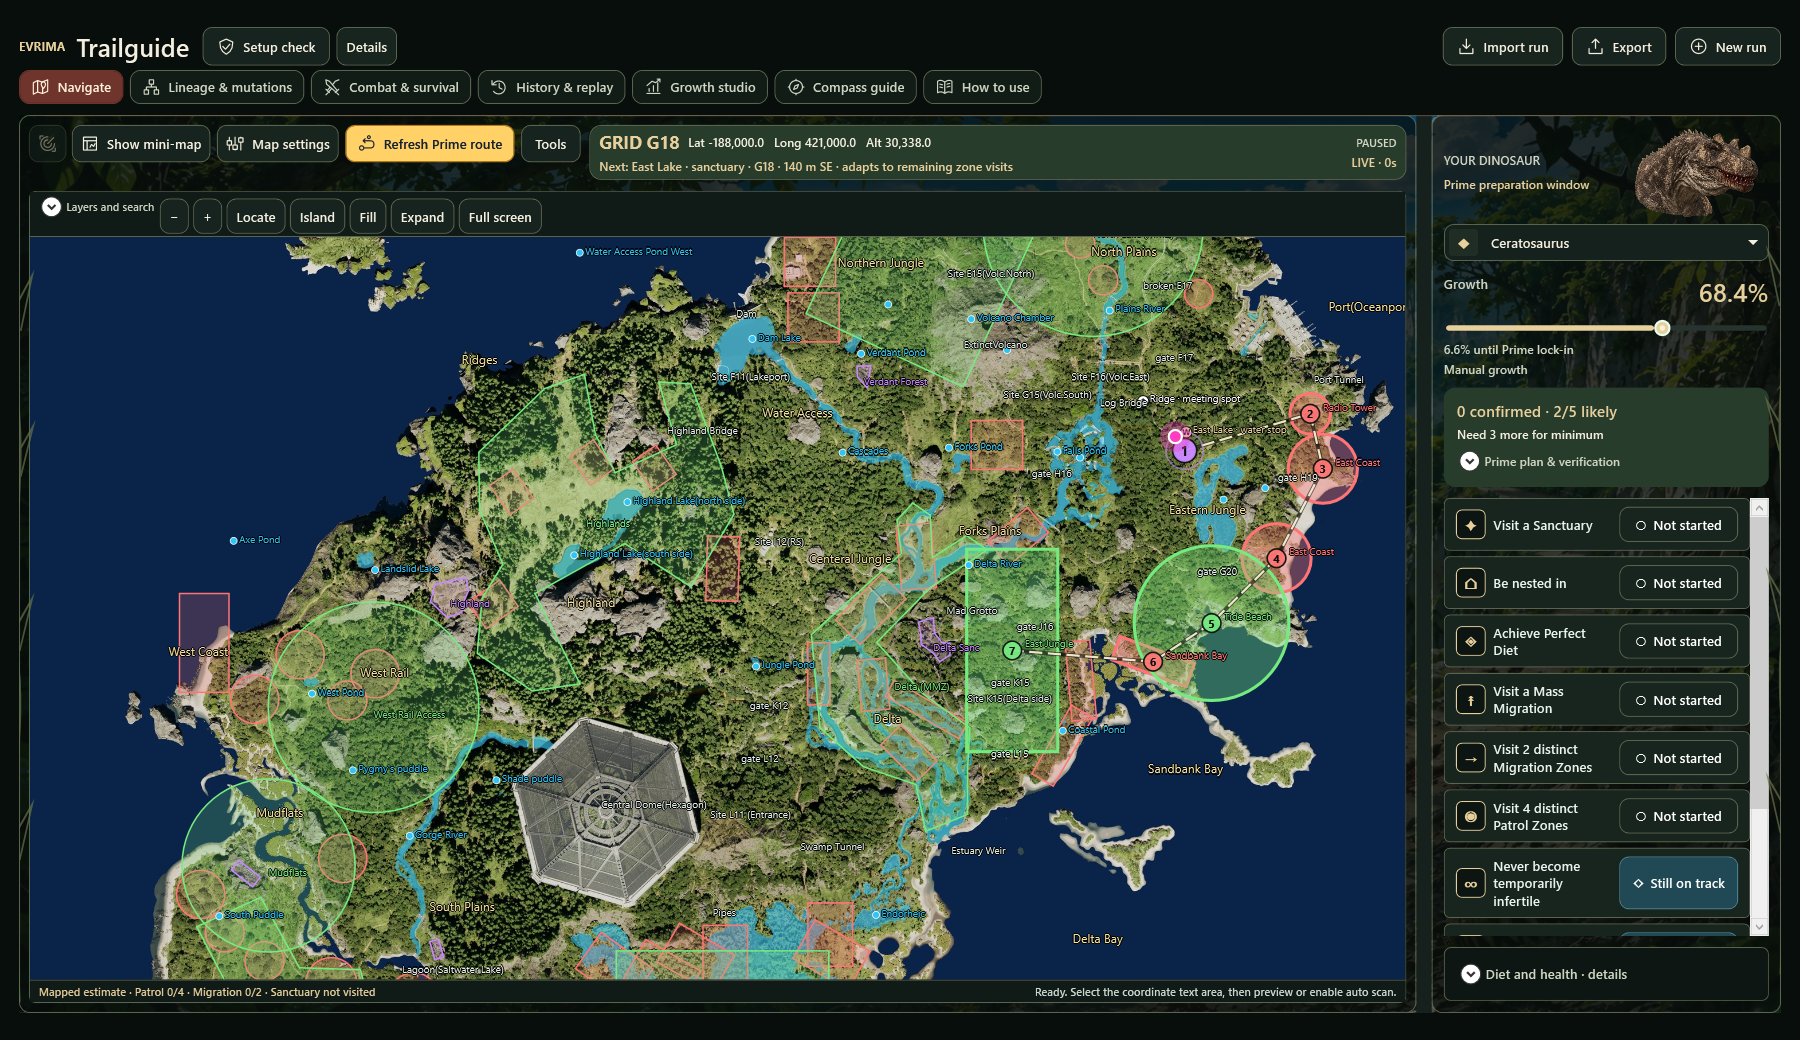 EVRIMA Trailguide Setup check Details Import run Export New run
Navigate Lineage & mutations Combat & survival History & replay Growth studio Compass guide How to use
Show mini-map Map settings Refresh Prime route Tools
GRID G18 Lat -188,000.0 Long 421,000.0 Alt 30,338.0
Next: East Lake · sanctuary · G18 · 140 m SE · adapts to remaining zone visits
PAUSED
LIVE · 0s
Layers and search − + Locate Island Fill Expand Full screen
Water Access Pond West
Northern Jungle
North Plains
Site E15(Volc.Notrh)
broken E17
Port(Oceanpor
Plains River
Dam
Volcano Chamber
Dam Lake
ExtinctVolcano
Verdant Pond
gate F17
Ridges
Site F11(Lakeport)
Verdant Forest
Site F16(Volc.East)
Port Tunnel
Site G15(Volc.South)
Log Bridge
Ridge · meeting spot
Water Access
2 Radio Tower
Highland Bridge
East Lake · water stop
Cascades
Forks Pond
Falls Pond
1
3 East Coast
gate H16
gate H19
Highland Lake(north side)
Eastern Jungle
Highlands
Forks Plains
Axe Pond
Site I12(RS)
Highland Lake(south side)
Centeral Jungle
4 East Coast
Landslid Lake
Delta River
gate G20
Highland
Highland
Mad Grotto
5 Tide Beach
gate J16
West Coast
Delta Sanc
7 East Jungle
6 Sandbank Bay
Jungle Pond
West Rail
gate K15
Delta (MMZ)
West Pond
Site K15(Delta side)
gate K12
West Rail Access
Delta
Coastal Pond
gate L15
gate L12
Pygmy's puddle
Shade puddle
Sandbank Bay
Central Dome(Hexagon)
Mudflats
Site L11 (Entrance)
Gorge River
Swamp Tunnel
Estuary Weir
Mudflats
South Plains
Pipes
South Puddle
Endorheic
Delta Bay
Lagoon(Saltwater Lake)
Mapped estimate · Patrol 0/4 · Migration 0/2 · Sanctuary not visited
Ready. Select the coordinate text area, then preview or enable auto scan.
YOUR DINOSAUR
Prime preparation window
Ceratosaurus
Growth 68.4%
6.6% until Prime lock-in
Manual growth
0 confirmed · 2/5 likely
Need 3 more for minimum
Prime plan & verification
Visit a Sanctuary Not started
Be nested in Not started
Achieve Perfect
Diet
Not started
Visit a Mass
Migration
Not started
Visit 2 distinct
Migration Zones
Not started
Visit 4 distinct
Patrol Zones
Not started
Never become
temporarily
infertile
Still on track
Diet and health · details